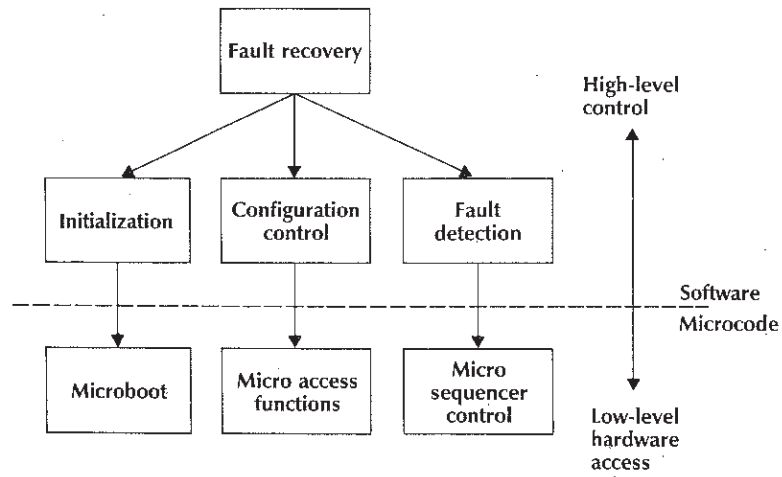 Fault recovery
High-level
control
Initialization
Configuration
control
Fault
detection
Software
Microcode
Microboot
Micro access
functions
Micro
sequencer
control
Low-level
hardware
access